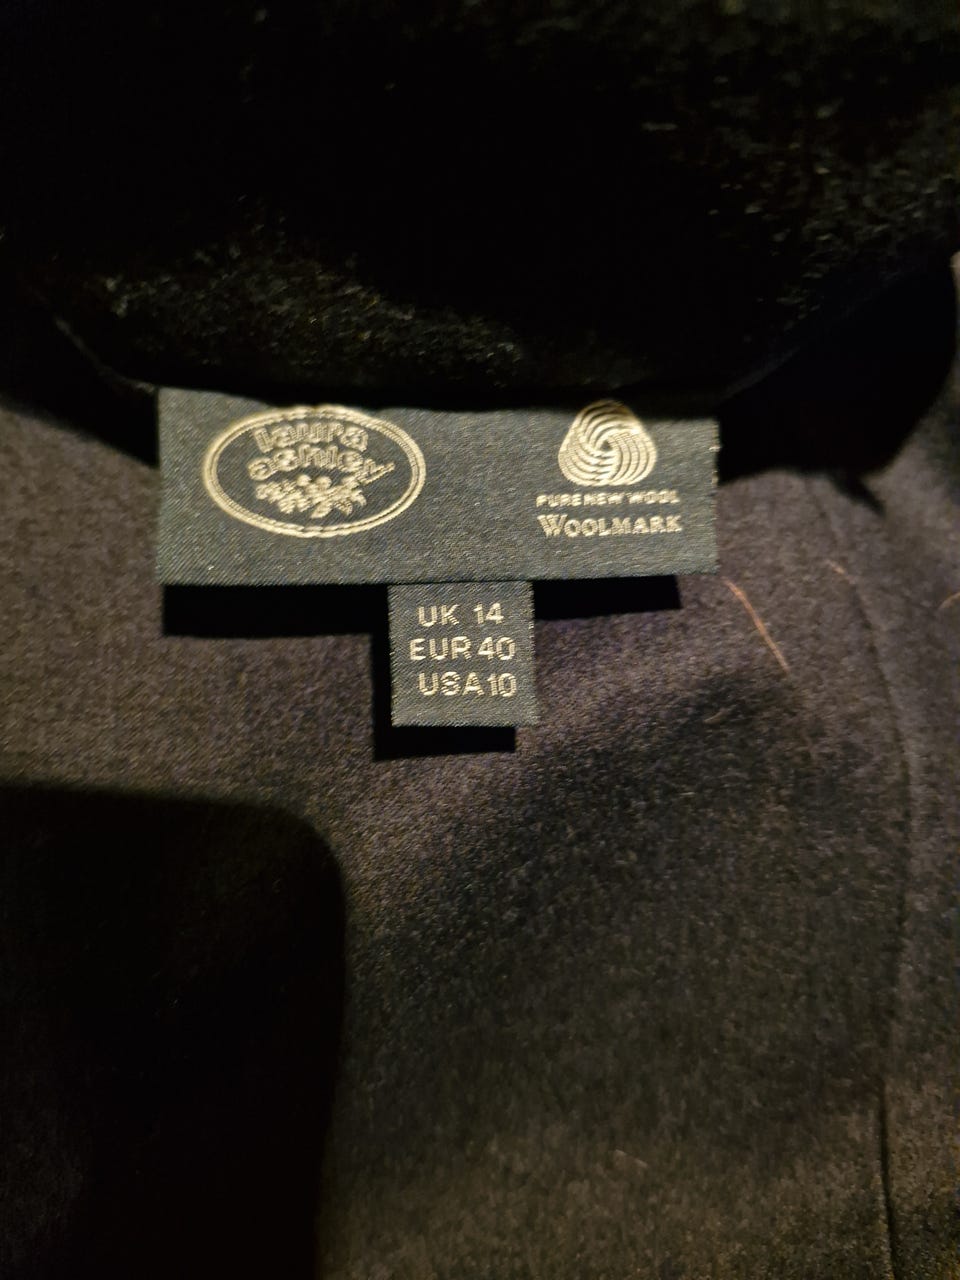 laura
ashley
PURE NEW WOOL
WOOLMARK
UK 14
EUR 40
USA 10